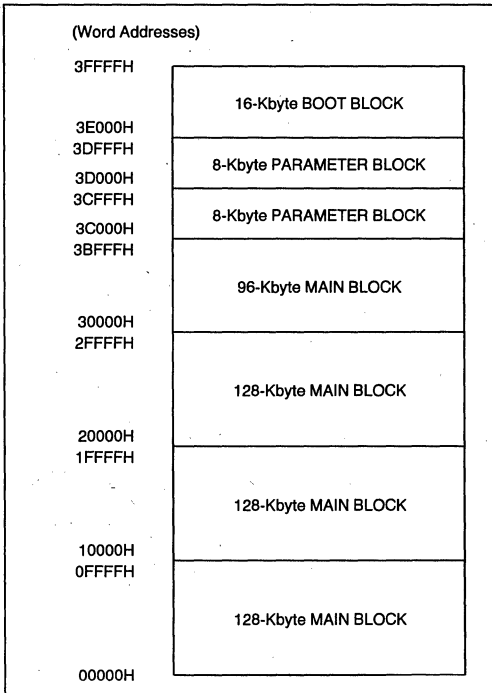 (Word Addresses)
3FFFFH
16-Kbyte BOOT BLOCK
3E000H
3DFFFH
8-Kbyte PARAMETER BLOCK
3D000H
3CFFFH
8-Kbyte PARAMETER BLOCK
3C000H
3BFFFH
96-Kbyte MAIN BLOCK
30000H
2FFFFH
128-Kbyte MAIN BLOCK
20000H
1FFFFH
128-Kbyte MAIN BLOCK
10000H
0FFFFH
128-Kbyte MAIN BLOCK
00000H